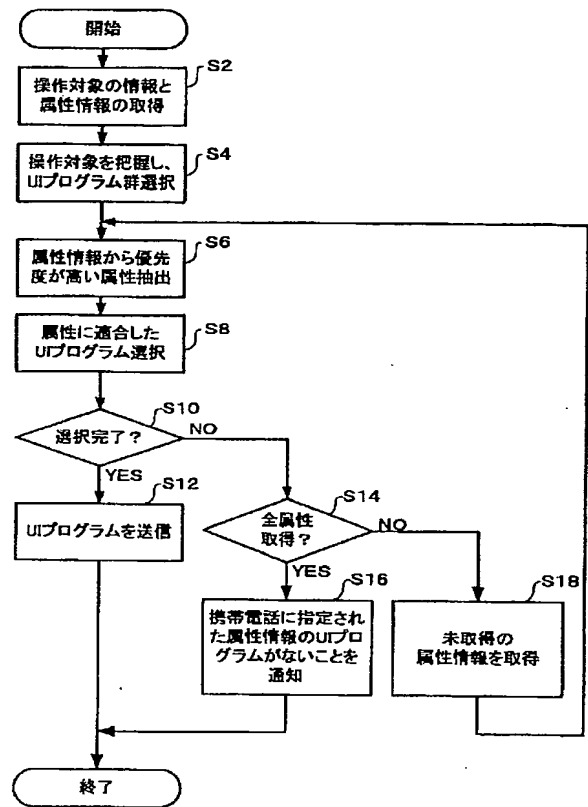 開始
S2
操作対象の情報と
属性情報の取得
S4
操作対象を把握し、
UIプログラム群選択
S6
属性情報から優先
度が高い属性抽出
S8
属性に適合した
UIプログラム選択
S10
選択完了？
NO
YES
S12
UIプログラムを送信
S14
全属性
取得？
NO
YES
S16
携帯電話に指定され
た属性情報のUIプログ
ラムがないことを
通知
S18
未取得の
属性情報を取得
終了